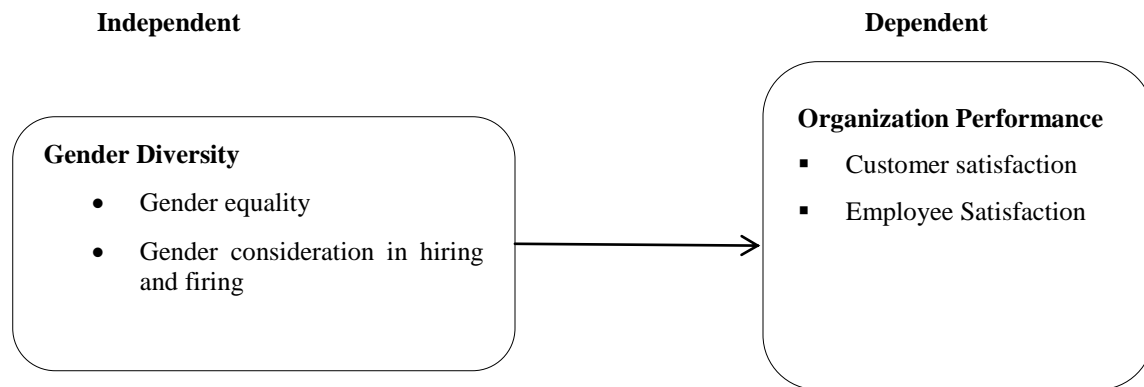 Independent
Dependent
Gender Diversity
● Gender equality
● Gender consideration in hiring
and firing
Organization Performance
▪ Customer satisfaction
▪ Employee Satisfaction